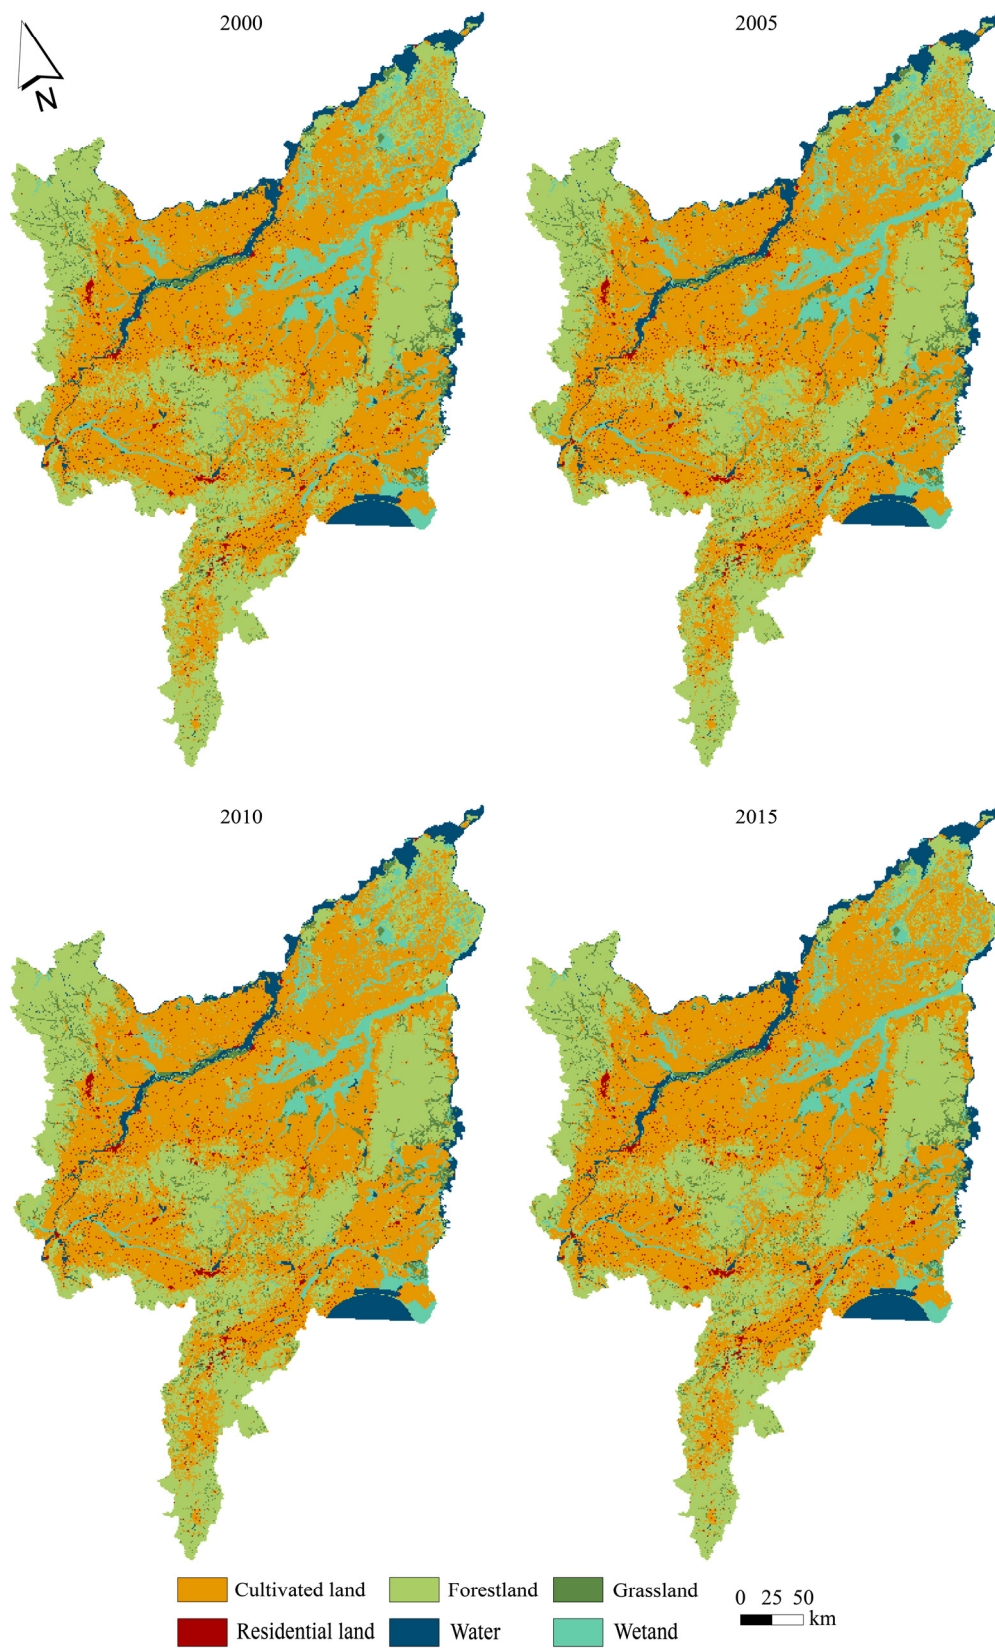 2000 2005
N
2010 2015
Cultivated land Forestland Grassland
0 25 50
Residential land Water Wetand
km